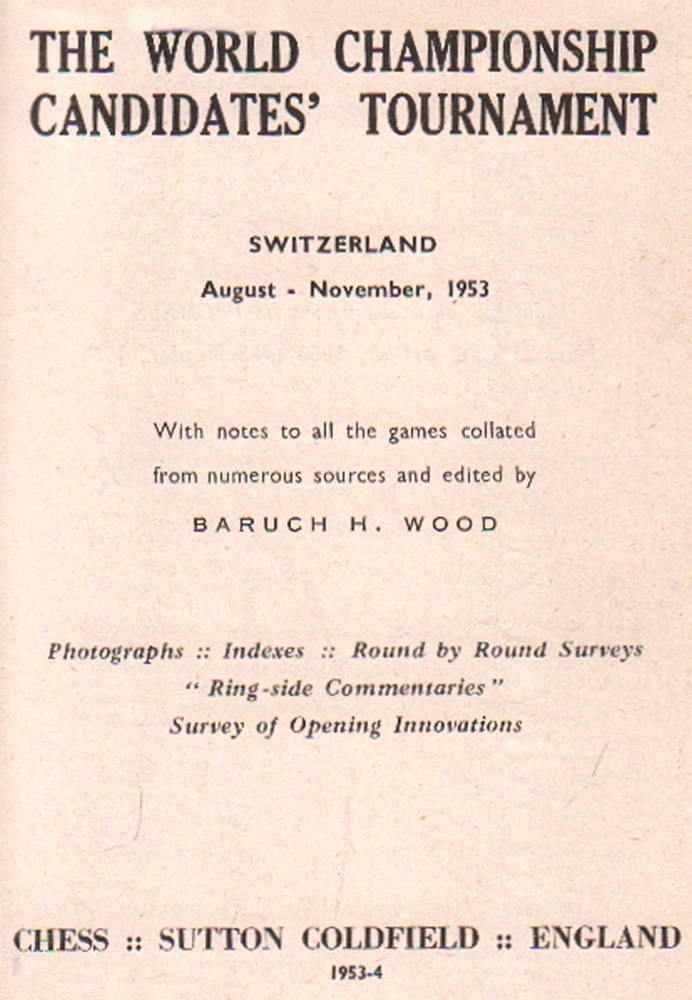 THE WORLD CHAMPIONSHIP
CANDIDATES' TOURNAMENT
SWITZERLAND
August - November, 1953
With notes to all the games collated
from numerous sources and edited by
BARUCH H. WOOD
Photographs :: Indexes :: Round by Round Surveys
“ Ring-side Commentaries ”
Survey of Opening Innovations
CHESS :: SUTTON COLDFIELD :: ENGLAND
1953-4